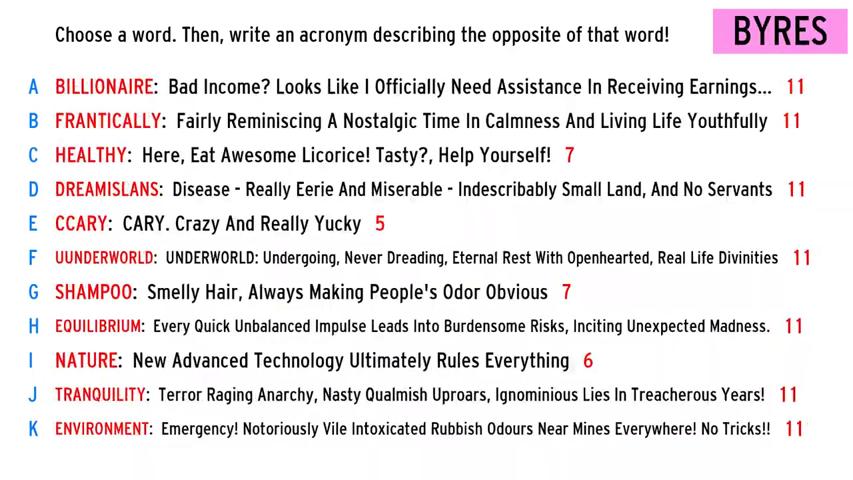 Choose a word. Then, write an acronym describing the opposite of that word!
BYRES
A BILLIONAIRE: Bad Income? Looks Like I Officially Need Assistance In Receiving Earnings... 11
B FRANTICALLY: Fairly Reminiscing A Nostalgic Time In Calmness And Living Life Youthfully 11
C HEALTHY: Here, Eat Awesome Licorice! Tasty?, Help Yourself! 7
D DREAMISLANS: Disease - Really Eerie And Miserable - Indescribably Small Land, And No Servants 11
E CCARY: CARY. Crazy And Really Yucky 5
F UUNDERWORLD: UNDERWORLD: Undergoing, Never Dreading, Eternal Rest With Openhearted, Real Life Divinities 11
G SHAMPOO: Smelly Hair, Always Making People's Odor Obvious 7
H EQUILIBRIUM: Every Quick Unbalanced Impulse Leads Into Burdensome Risks, Inciting Unexpected Madness. 11
I NATURE: New Advanced Technology Ultimately Rules Everything 6
J TRANQUILITY: Terror Raging Anarchy, Nasty Qualmish Uproars, Ignominious Lies In Treacherous Years! 11
K ENVIRONMENT: Emergency! Notoriously Vile Intoxicated Rubbish Odours Near Mines Everywhere! No Tricks!! 11